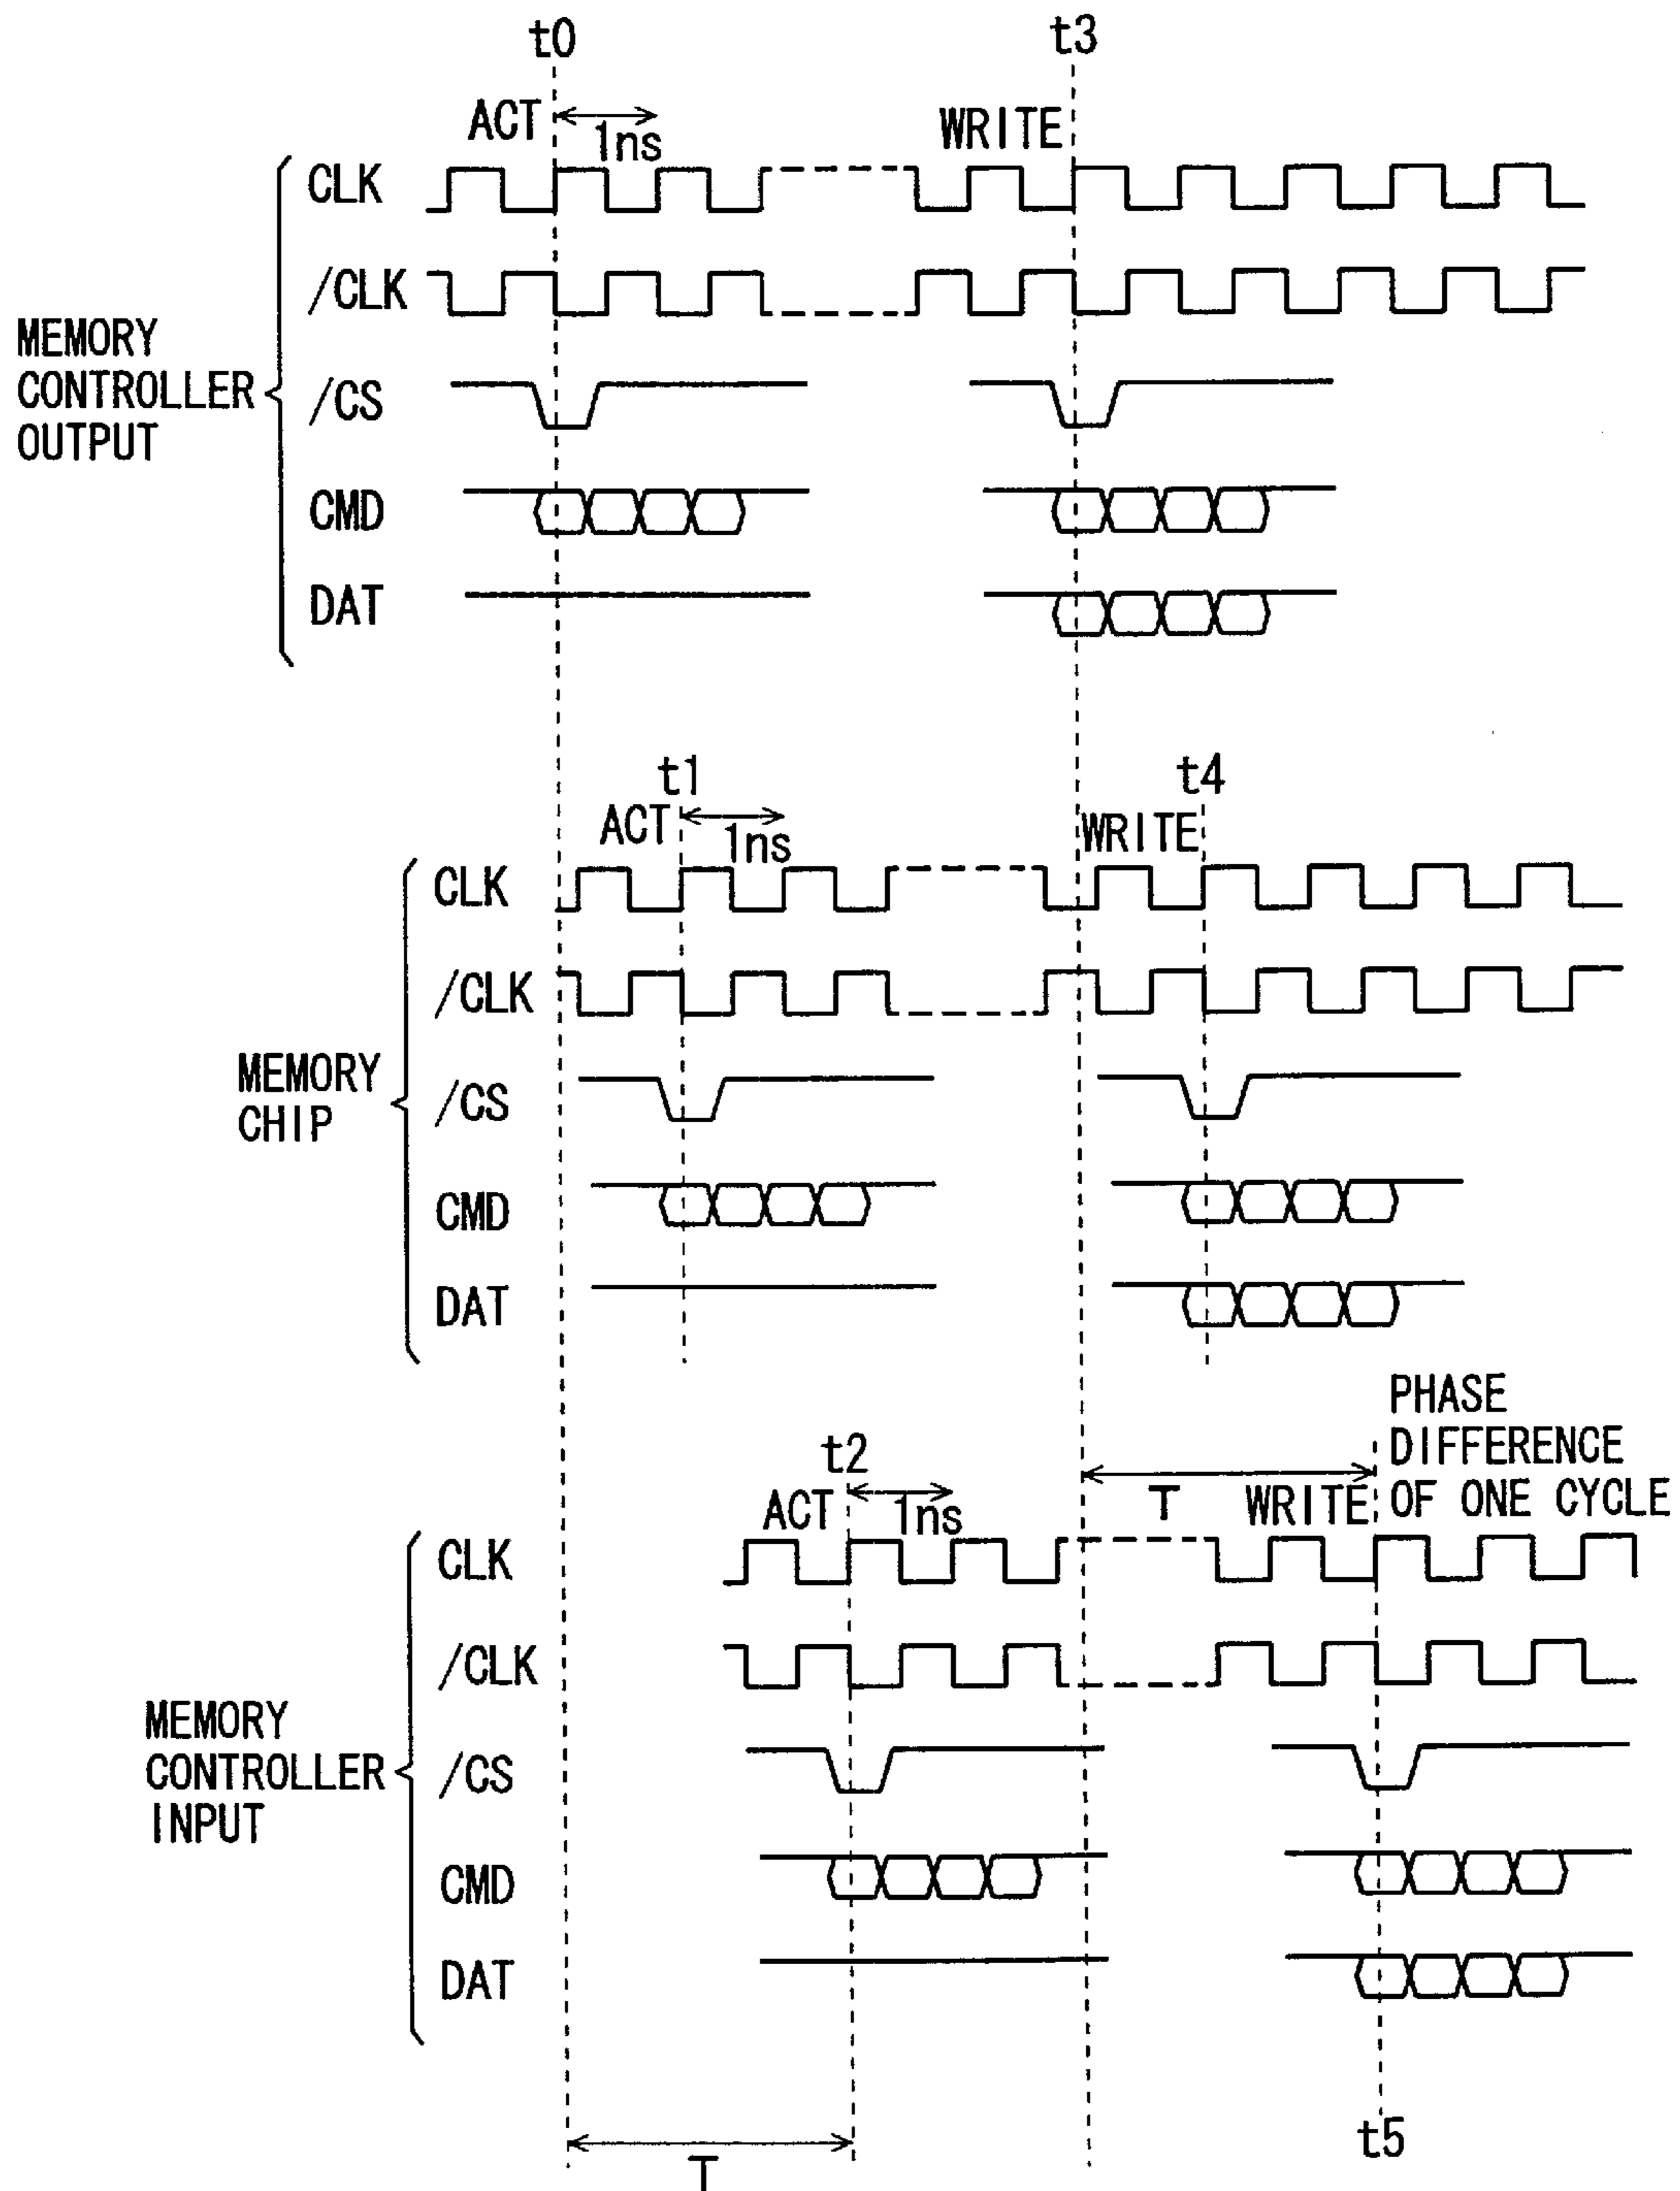 t0
t3
ACT
1ns
WRITE
CLK
/CLK
MEMORY
CONTROLLER
OUTPUT
/CS
CMD
DAT
t1
t4
ACT
1ns
WRITE
CLK
/CLK
MEMORY
CHIP
/CS
CMD
DAT
PHASE
DIFFERENCE
OF ONE CYCLE
t2
ACT
1ns
T
WRITE
CLK
/CLK
MEMORY
CONTROLLER
INPUT
/CS
CMD
DAT
t5
T